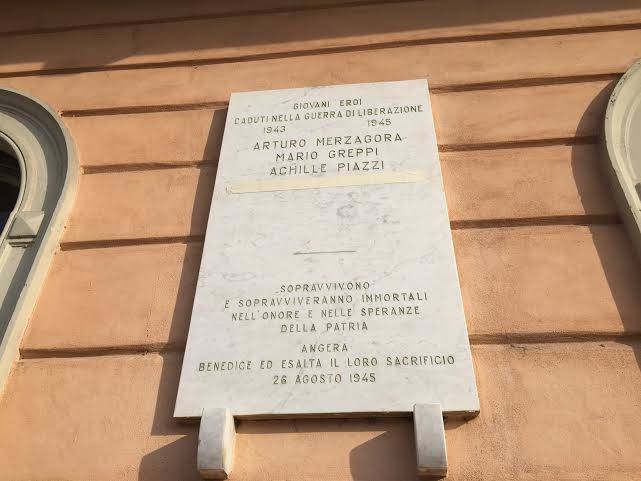 GIOVANI EROI
CADUTI NELLA GUERRA DI LIBERAZIONE
1943 1945
ARTURO MERZAGORA
MARIO GREPPI
ACHILLE PIAZZI
SOPRAVVIVONO
E SOPRAVVIVERANNO IMMORTALI
NELL'ONORE E NELLE SPERANZE
DELLA PATRIA
ANGERA
BENEDICE ED ESALTA IL LORO SACRIFICIO
26 AGOSTO 1945